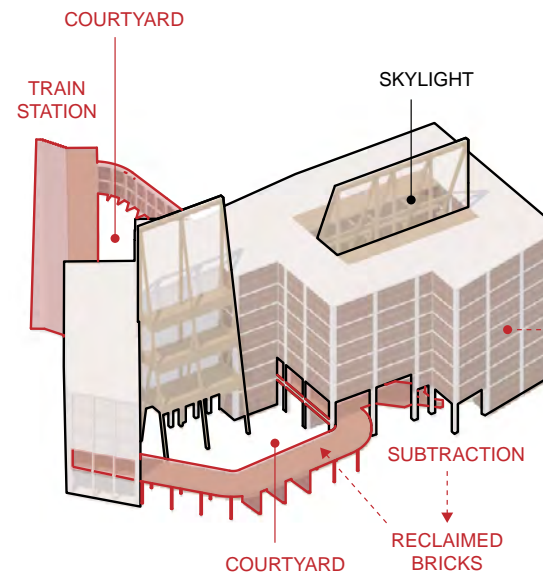 COURTYARD
TRAIN
STATION
SKYLIGHT
SUBTRACTION
RECLAIMED
BRICKS
COURTYARD